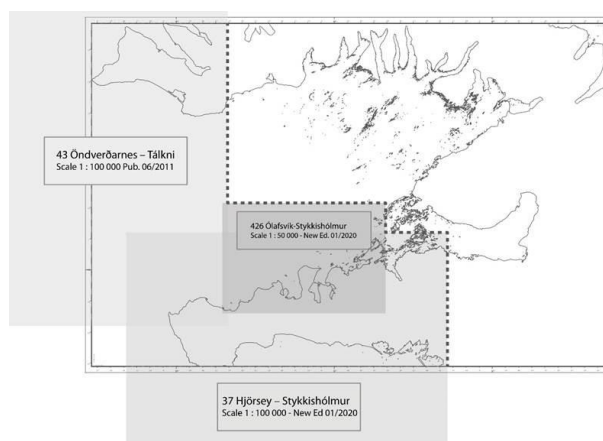 43 Öndverðarnes – Tálkni
Scale 1 : 100 000 Pub. 06/2011
426 Ólafsvik-Stykkishólmur
Scale 1 : 50 000 - New Ed. 01/2020
37 Hjörsey – Stykkishólmur
Scale 1 : 100 000 - New Ed 01/2020